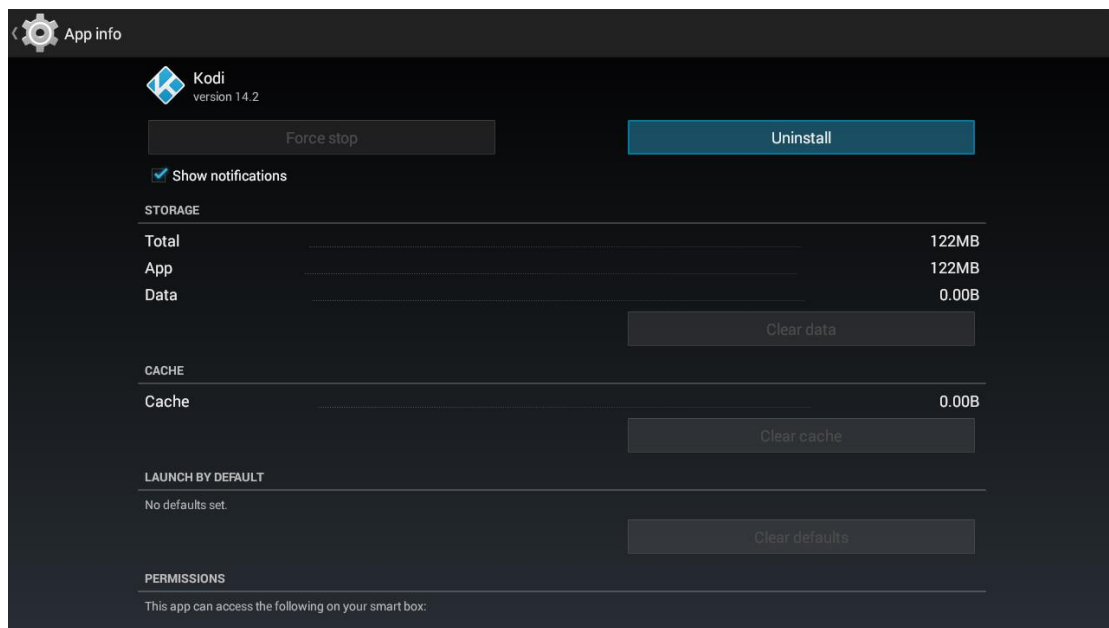 App info
Kodi
version 14.2
Force stop
Uninstall
Show notifications
STORAGE
Total 122MB
App 122MB
Data 0.00B
Clear data
CACHE
Cache 0.00B
Clear cache
LAUNCH BY DEFAULT
No defaults set.
Clear defaults
PERMISSIONS
This app can access the following on your smart box: